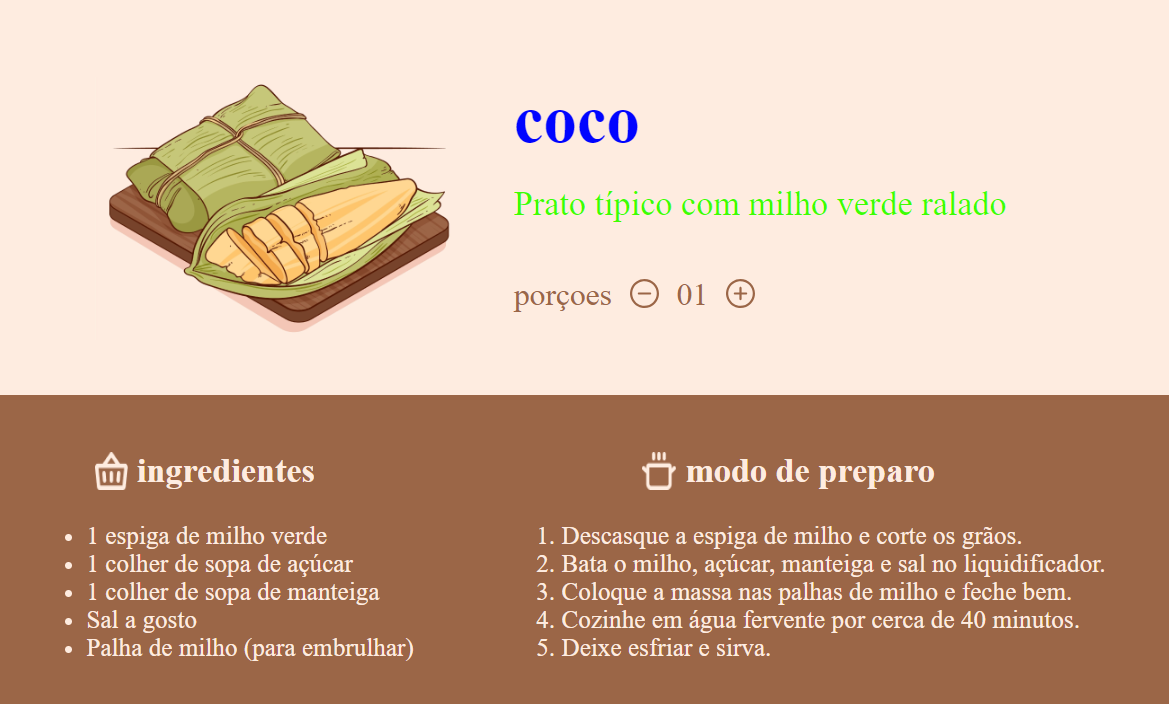 coco
Prato típico com milho verde ralado
porçoes 01
ingredientes
• 1 espiga de milho verde
• 1 colher de sopa de açúcar
• 1 colher de sopa de manteiga
• Sal a gosto
• Palha de milho (para embrulhar)
modo de preparo
1. Descasque a espiga de milho e corte os grãos.
2. Bata o milho, açúcar, manteiga e sal no liquidificador.
3. Coloque a massa nas palhas de milho e feche bem.
4. Cozinhe em água fervente por cerca de 40 minutos.
5. Deixe esfriar e sirva.